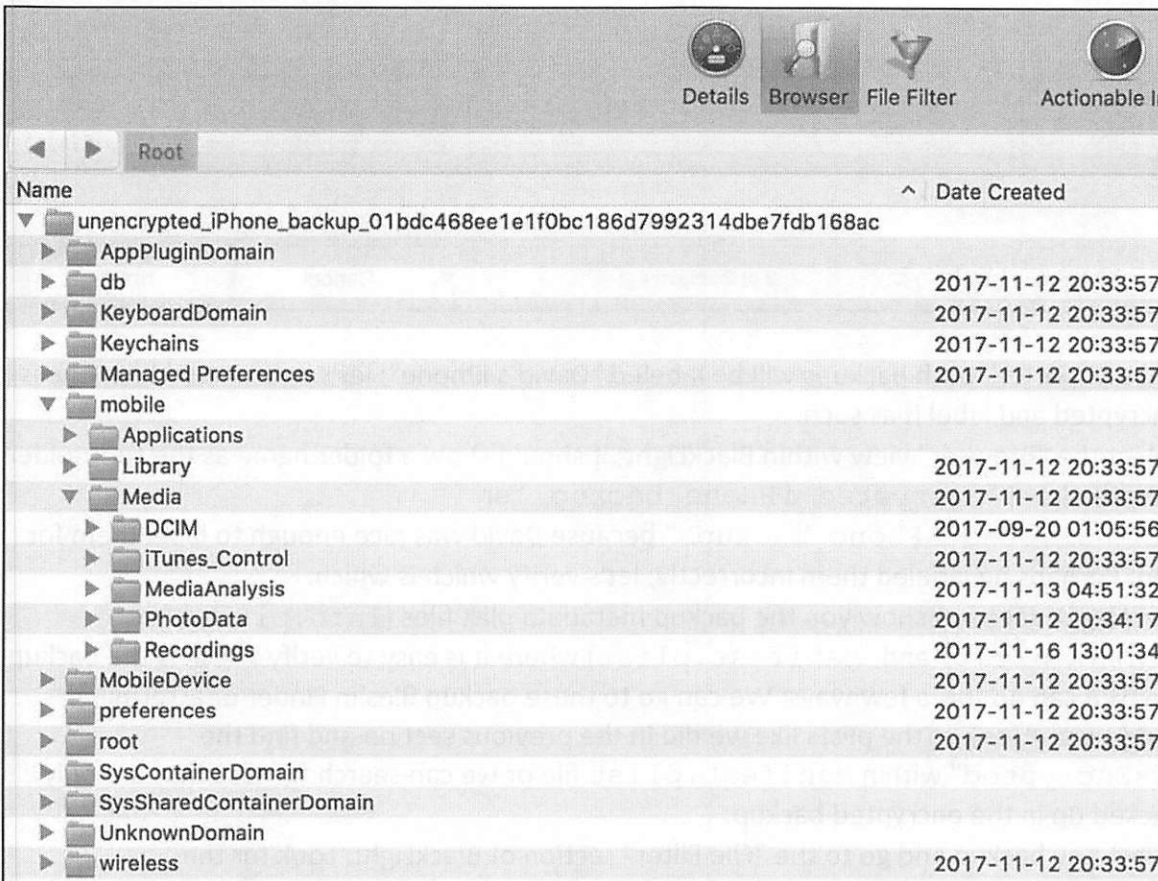 Details Browser File Filter Actionable I
Root
Name Date Created
unencrypted_iPhone_backup_01bdc468ee1e1f0bc186d7992314dbe7fdb168ac
AppPluginDomain
db 2017-11-12 20:33:57
KeyboardDomain 2017-11-12 20:33:57
Keychains 2017-11-12 20:33:57
Managed Preferences 2017-11-12 20:33:57
mobile
Applications
Library 2017-11-12 20:33:57
Media 2017-11-12 20:33:57
DCIM 2017-09-20 01:05:56
iTunes_Control 2017-11-12 20:33:57
MediaAnalysis 2017-11-13 04:51:32
PhotoData 2017-11-12 20:34:17
Recordings 2017-11-16 13:01:34
MobileDevice 2017-11-12 20:33:57
preferences 2017-11-12 20:33:57
root 2017-11-12 20:33:57
SysContainerDomain
SysSharedContainerDomain
UnknownDomain
wireless 2017-11-12 20:33:57